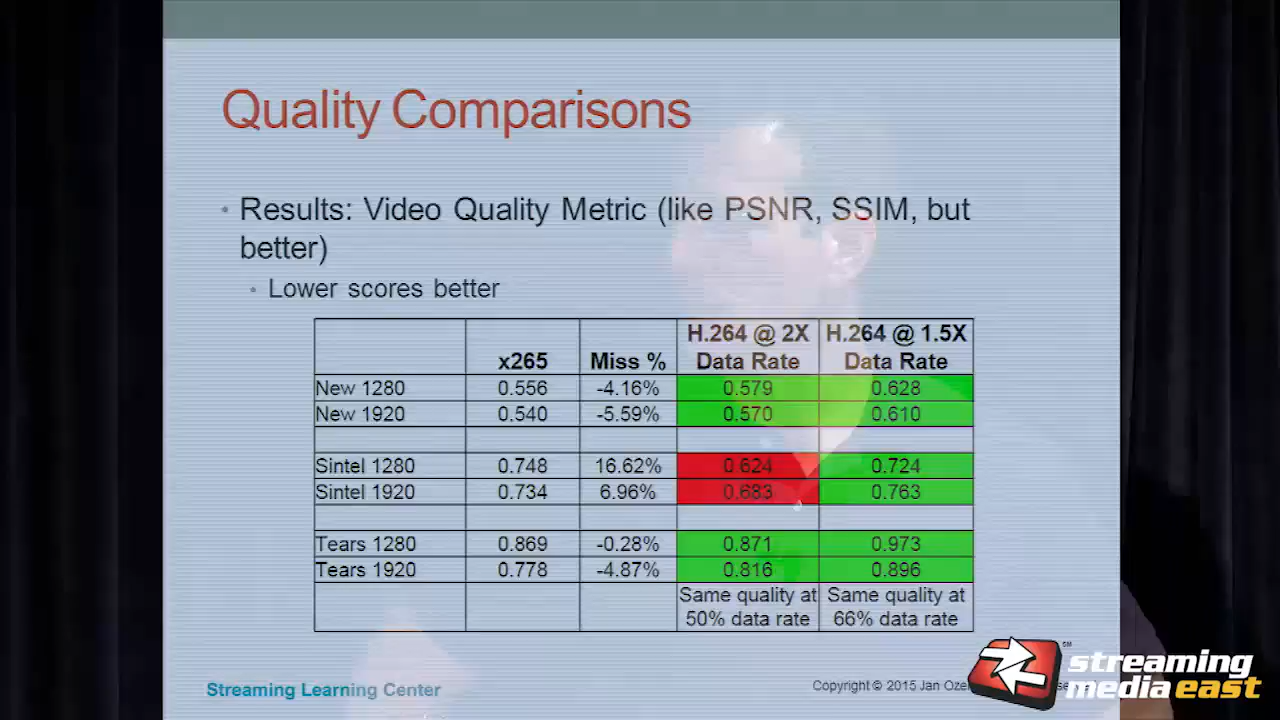 Quality Comparisons
• Results: Video Quality Metric (like PSNR, SSIM, but
better)
• Lower scores better
H.264 @ 2X H.264 @ 1.5X
x265 Miss % Data Rate Data Rate
New 1280 0.556 -4.16% 0.579 0.628
New 1920 0.540 -5.59% 0.570 0.610
Sintel 1280 0.748 16.62% 0.624 0.724
Sintel 1920 0.734 6.96% 0.683 0.763
Tears 1280 0.869 -0.28% 0.871 0.973
Tears 1920 0.778 -4.87% 0.816 0.896
Same quality at Same quality at
50% data rate 66% data rate
Streaming Learning Center
Copyright © 2015 Jan
SM
streaming
media east